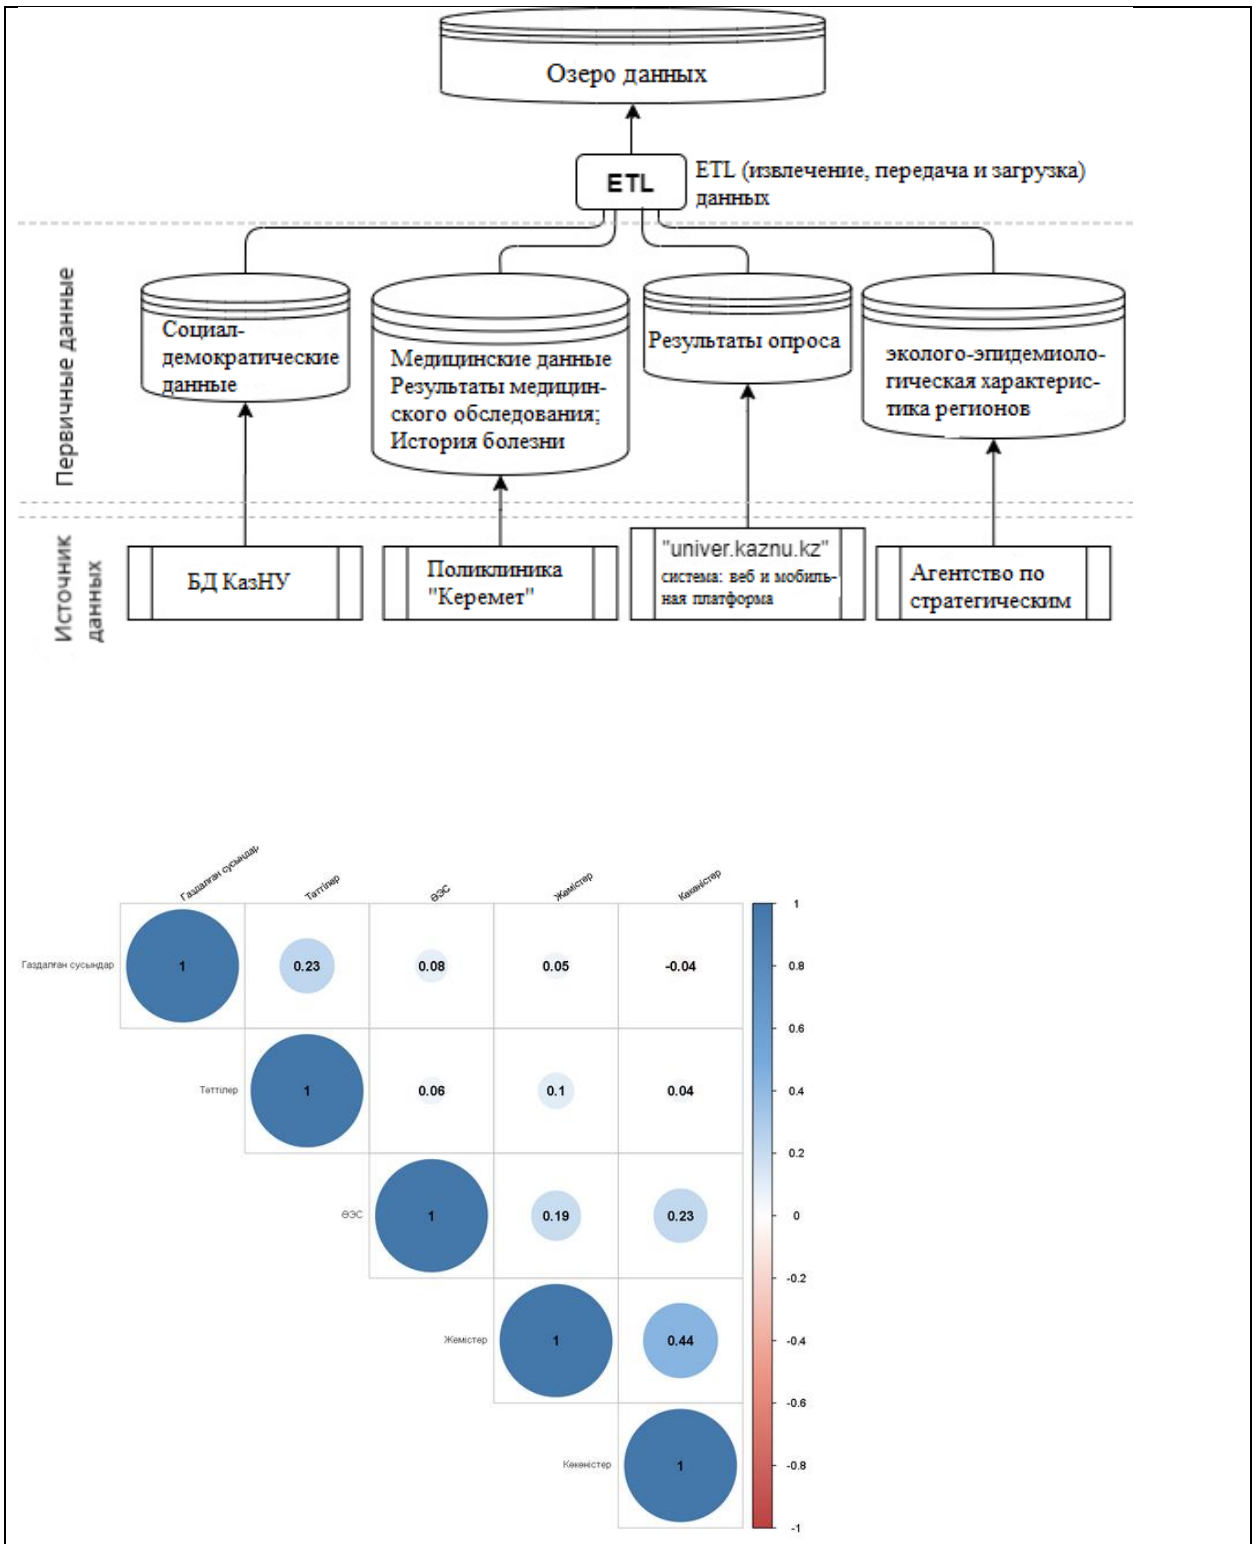 Озеро данных
ETL
ETL (извлечение, передача и загрузка)
данных
Первичные данные
Социал-
демократические
данные
Медицинские данные
Результаты медицин-
ского обследования;
История болезни
Результаты опроса
эколого-эпидемиоло-
гическая характерис-
тика регионов
Источник
данных
БД КазНУ
Поликлиника
"Керемет"
"univer.kaznu.kz"
система: веб и мобиль-
ная платформа
Агентство по
стратегическим
Газдалған сусындар
Тәттілер
ӨЭС
Жемістер
Көкөністер
Газдалған сусындар
1
0.23
0.08
0.05
-0.04
Тәттілер
1
0.06
0.1
0.04
ӨЭС
1
0.19
0.23
Жемістер
1
0.44
Көкөністер
1
1
0.8
0.6
0.4
0.2
0
-0.2
-0.4
-0.6
-0.8
-1